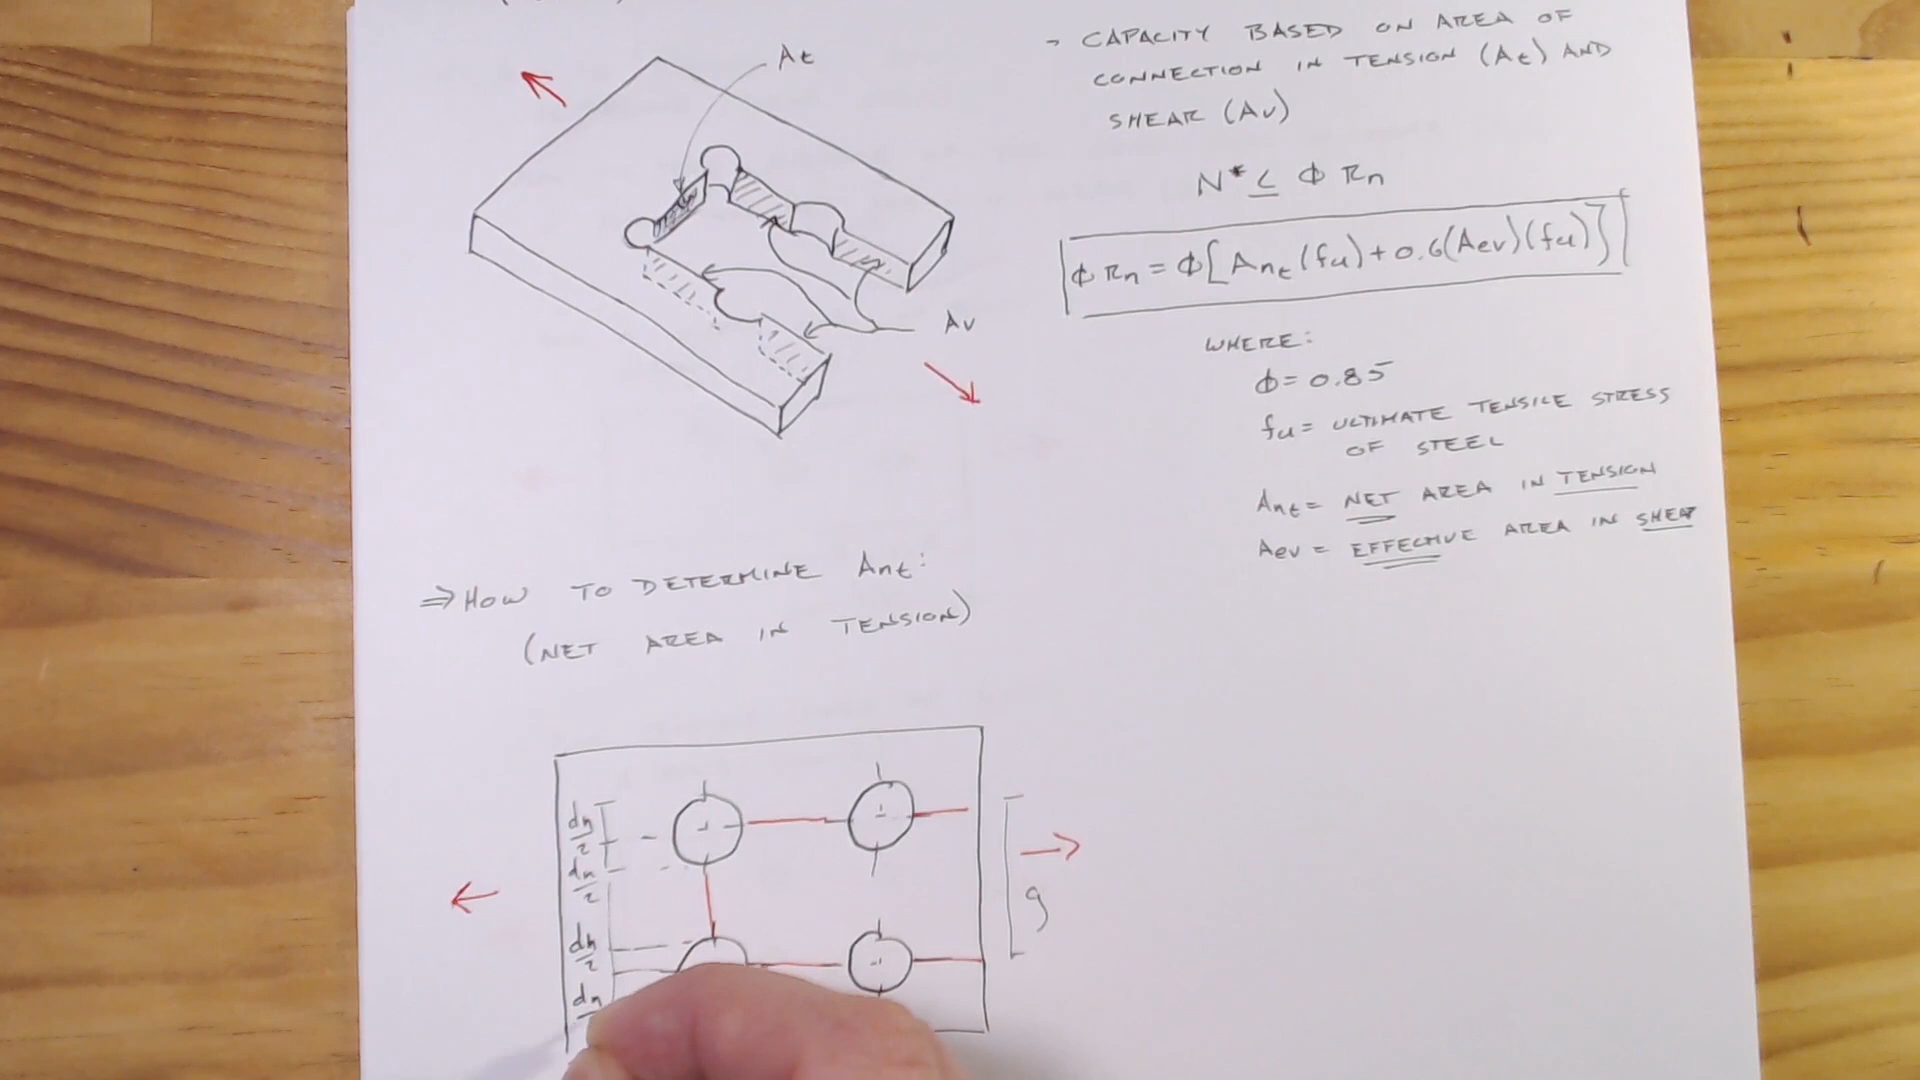 At
Av
→ CAPACITY BASED ON AREA OF
CONNECTION IN TENSION (At) AND
SHEAR (Av)
N* ≤ ϕ Rn
ϕ Rn = ϕ[Ant (fu) + 0.6(Aev)(fu)]
WHERE:
ϕ = 0.85
fu = ULTIMATE TENSILE STRESS
OF STEEL
Ant = NET AREA IN TENSION
Aev = EFFECTIVE AREA IN SHEAR
⇒ HOW TO DETERMINE Ant:
(NET AREA IN TENSION)
dh/2
dh/2
dh/2
dh
g